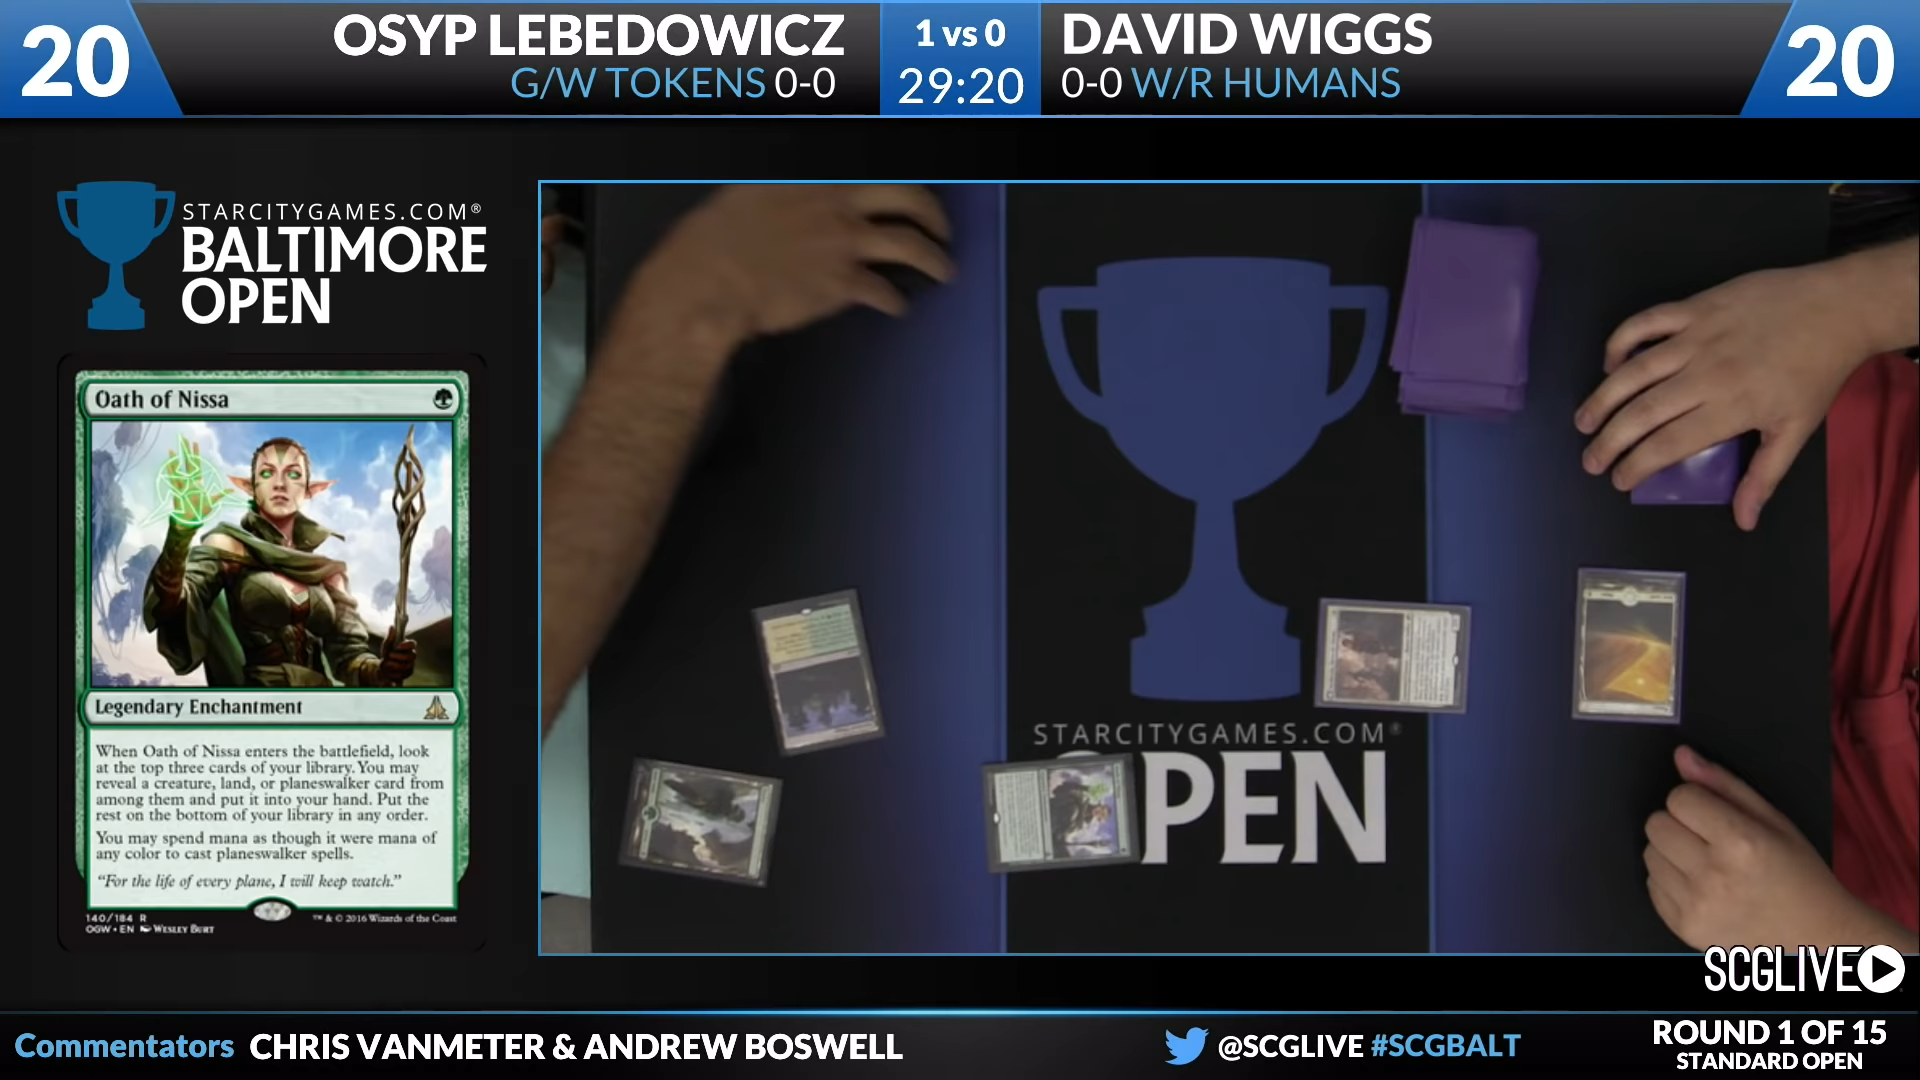 20
OSYP LEBEDOWICZ
G/W TOKENS 0-0
1 vs 0
29:20
DAVID WIGGS
0-0 W/R HUMANS
20
STARCITYGAMES.COM®
BALTIMORE
OPEN
Oath of Nissa
Legendary Enchantment
When Oath of Nissa enters the battlefield, look
at the top three cards of your library. You may
reveal a creature, land, or planeswalker card from
among them and put it into your hand. Put the
rest on the bottom of your library in any order.
You may spend mana as though it were mana of
any color to cast planeswalker spells.
“For the life of every plane, I will keep watch.”
140/184 R
OGW • EN Wesley Burt
™ & © 2016 Wizards of the Coast
STARCITYGAMES.COM®
OPEN
SCGLIVE
Commentators CHRIS VANMETER & ANDREW BOSWELL
@SCGLIVE #SCGBALT
ROUND 1 OF 15
STANDARD OPEN